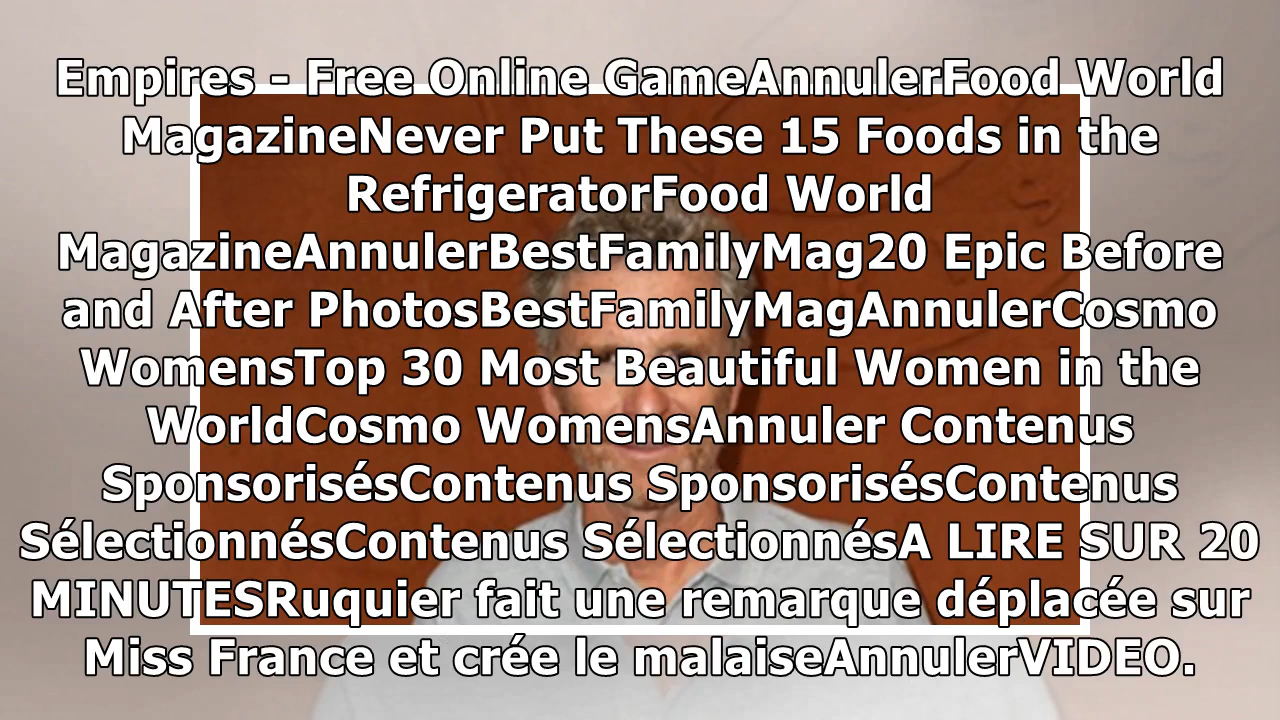 Empires - Free Online GameAnnulerFood World
MagazineNever Put These 15 Foods in the
RefrigeratorFood World
MagazineAnnulerBestFamilyMag20 Epic Before
and After PhotosBestFamilyMagAnnulerCosmo
WomensTop 30 Most Beautiful Women in the
WorldCosmo WomensAnnuler Contenus
SponsorisésContenus SponsorisésContenus
SélectionnésContenus SélectionnésA LIRE SUR 20
MINUTESRuquier fait une remarque déplacée sur
Miss France et crée le malaiseAnnulerVIDEO.